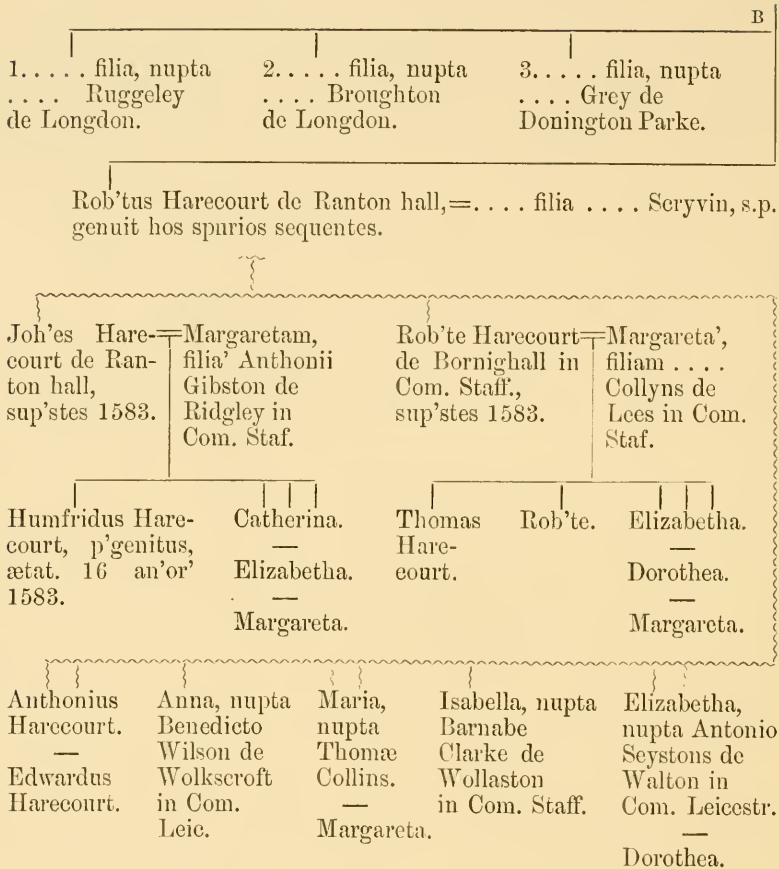 B
1. . . . . filia, nupta
. . . . Ruggeley
de Longdon.
2. . . . . filia, nupta
. . . . Broughton
de Longdon.
3. . . . . filia, nupta
. . . . Grey de
Donington Parke.
Rob'tus Harecourt de Ranton hall,=. . . . filia . . . . Scryvin, s.p.
genuit hos spurios sequentes.
Joh'es Hare-
court de Ran-
ton hall,
sup'stes 1583.
Margaretam,
filia' Anthonii
Gibston de
Ridgley in
Com. Staf.
Rob'te Harecourt
de Bornighall in
Com. Staff.,
sup'stes 1583.
Margareta',
filiam . . . .
Collyns de
Lees in Com.
Staf.
Humfridus Hare-
court, p'genitus,
ætat. 16 an'or'
1583.
Catherina.
—
Elizabetha.
—
Margareta.
Thomas
Hare-
court.
Rob'te.
Elizabetha.
—
Dorothea.
—
Margareta.
Anthonius
Harecourt.
—
Edwardus
Harecourt.
Anna, nupta
Benedicto
Wilson de
Wolkscroft
in Com.
Leic.
Maria,
nupta
Thomæ
Collins.
—
Margareta.
Isabella, nupta
Barnabe
Clarke de
Wollaston
in Com. Staff.
Elizabetha,
nupta Antonio
Seystons de
Walton in
Com. Leicestr.
—
Dorothea.